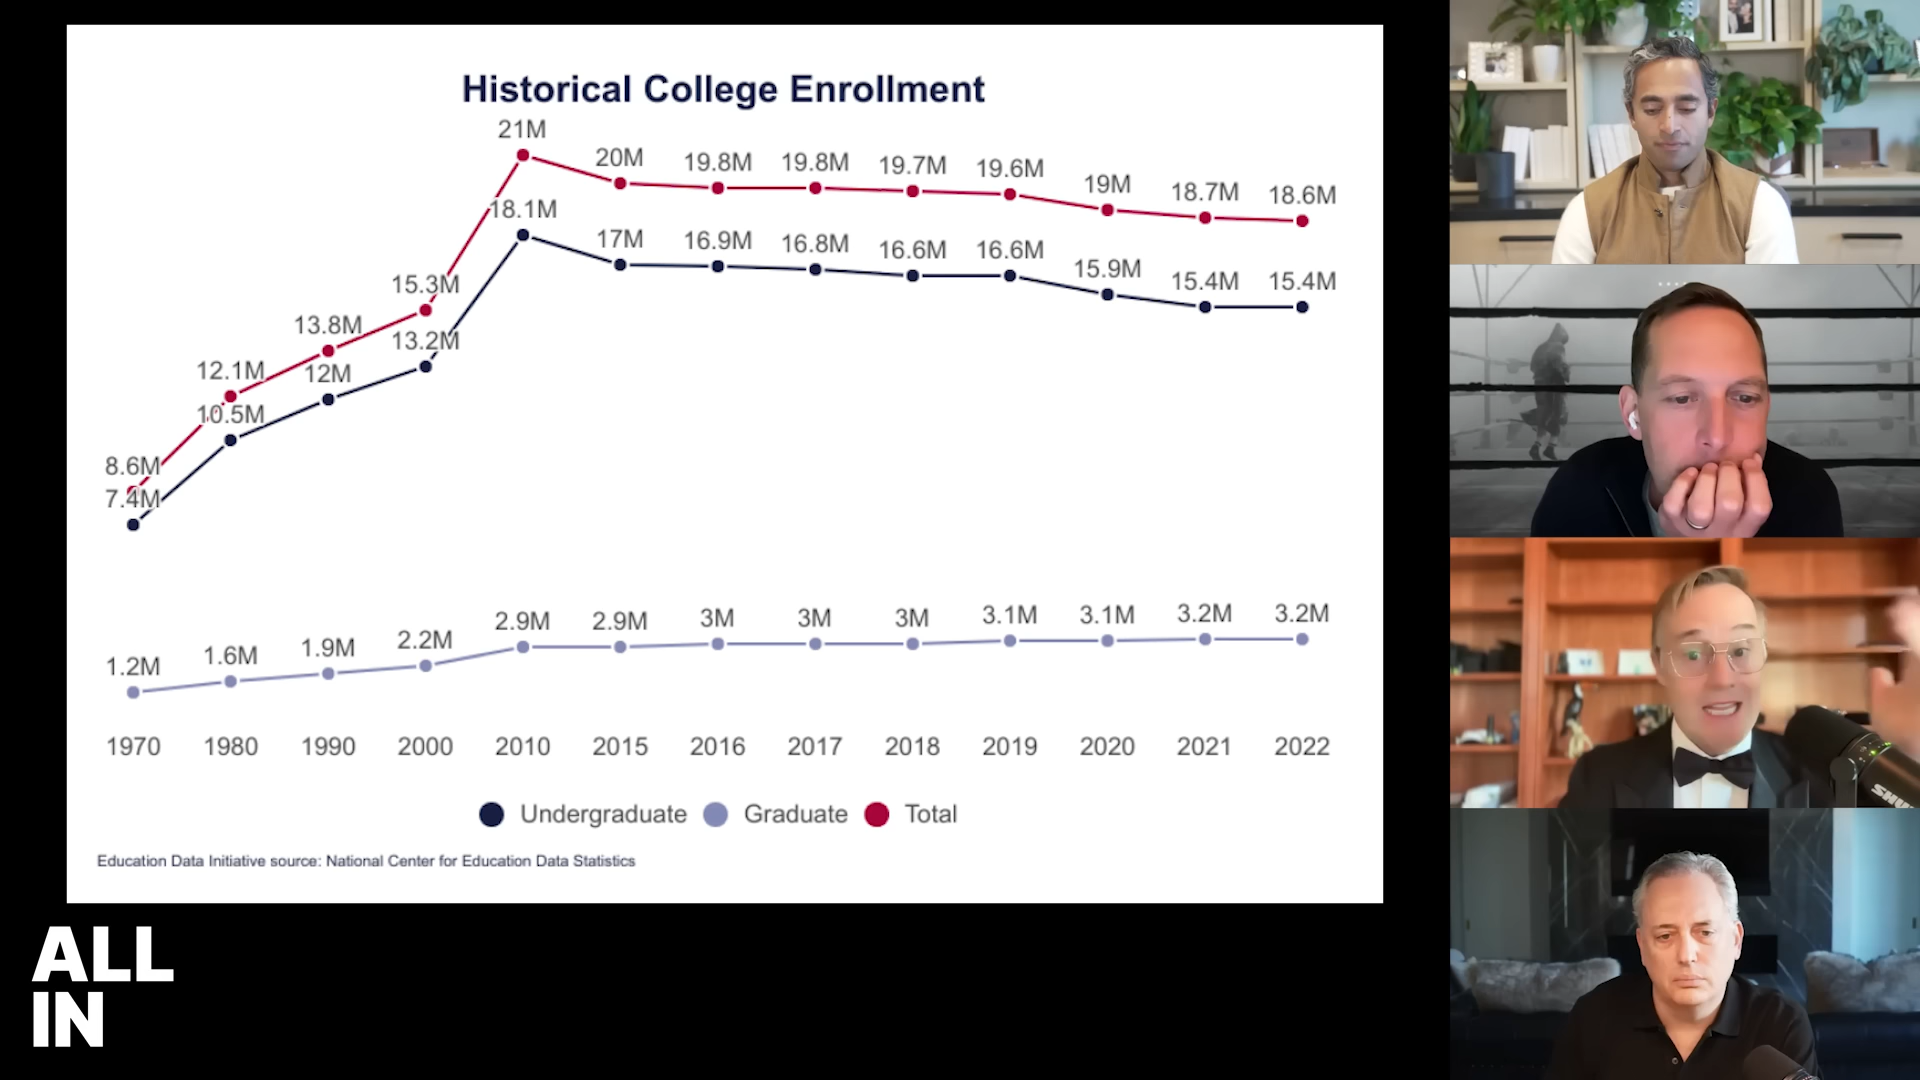 Historical College Enrollment
21M
20M
19.8M
19.8M
19.7M
19.6M
19M
18.7M
18.6M
18.1M
17M
16.9M
16.8M
16.6M
16.6M
15.9M
15.4M
15.4M
15.3M
13.8M
13.2M
12.1M
12M
10.5M
8.6M
7.4M
1.2M
1.6M
1.9M
2.2M
2.9M
2.9M
3M
3M
3M
3.1M
3.1M
3.2M
3.2M
1970 1980 1990 2000 2010 2015 2016 2017 2018 2019 2020 2021 2022
Undergraduate Graduate Total
Education Data Initiative source: National Center for Education Data Statistics
ALL
IN